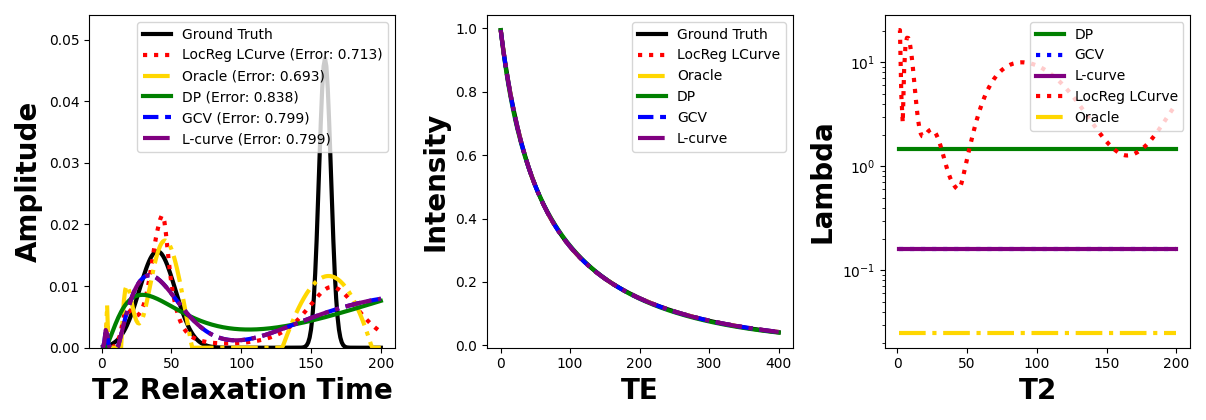 Amplitude
0.05
0.04
0.03
0.02
0.01
0.00
Ground Truth
LocReg LCurve (Error: 0.713)
Oracle (Error: 0.693)
DP (Error: 0.838)
GCV (Error: 0.799)
L-curve (Error: 0.799)
0 50 100 150 200
T2 Relaxation Time
Intensity
1.0
0.8
0.6
0.4
0.2
0.0
Ground Truth
LocReg LCurve
Oracle
DP
GCV
L-curve
0 100 200 300 400
TE
Lambda
10¹
10⁰
10⁻¹
DP
GCV
L-curve
LocReg LCurve
Oracle
0 50 100 150 200
T2